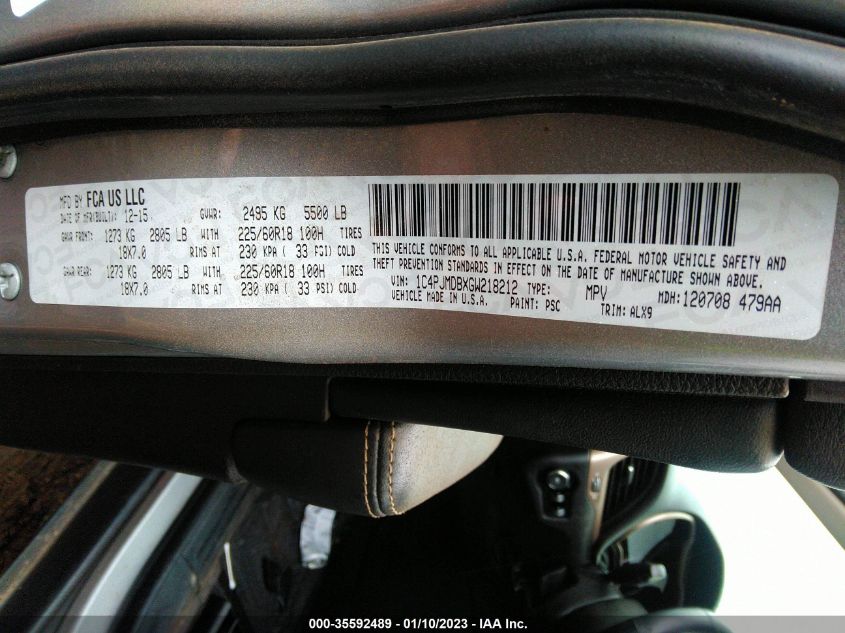 MFD BY FCA US LLC
DATE OF MFR(BUILT): 12-15 GVWR: 2495 KG 5500 LB
GAWR FRONT: 1273 KG 2805 LB WITH 225/60R18 100H TIRES
18X7.0 RIMS AT 230 KPA ( 33 PSI) COLD
GAWR REAR: 1273 KG 2805 LB WITH 225/60R18 100H TIRES
18X7.0 RIMS AT 230 KPA ( 33 PSI) COLD
THIS VEHICLE CONFORMS TO ALL APPLICABLE U.S.A. FEDERAL MOTOR VEHICLE SAFETY AND
THEFT PREVENTION STANDARDS IN EFFECT ON THE DATE OF MANUFACTURE SHOWN ABOVE.
VIN: 1C4PJMDBXGW218212 TYPE: MPV MDH: 120708 479AA
VEHICLE MADE IN U.S.A. PAINT: PSC TRIM: ALX9
000-35592489 - 01/10/2023 - IAA Inc.